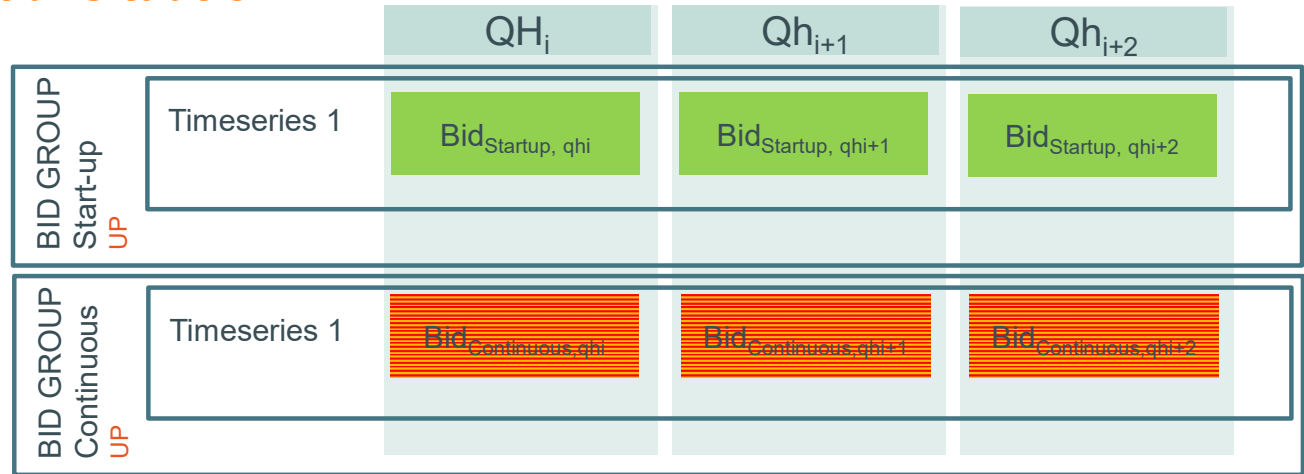 QHi Qhi+1 Qhi+2
BID GROUP
Start-up
UP
Timeseries 1
BidStartup, qhi BidStartup, qhi+1 BidStartup, qhi+2
BID GROUP
Continuous
UP
Timeseries 1
BidContinuous,qhi BidContinuous,qhi+1 BidContinuous,qhi+2